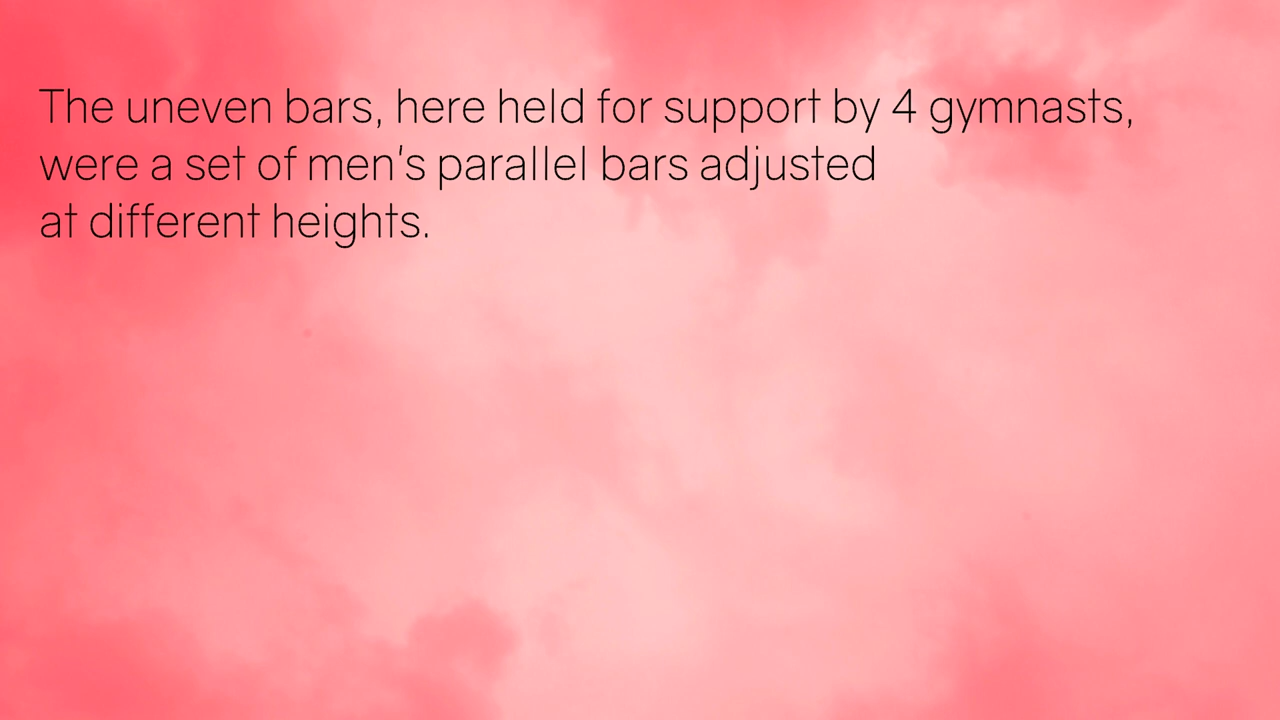 The uneven bars, here held for support by 4 gymnasts,
were a set of men's parallel bars adjusted
at different heights.